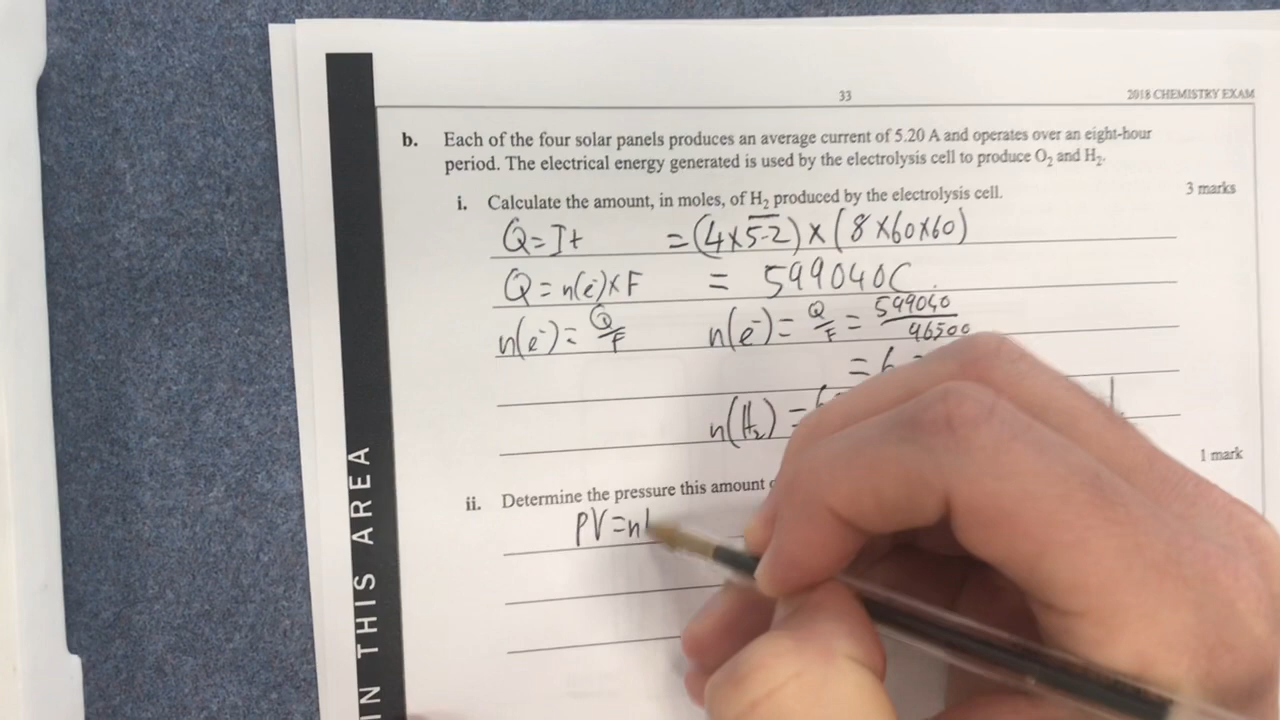 33
2018 CHEMISTRY EXAM
b. Each of the four solar panels produces an average current of 5.20 A and operates over an eight-hour
period. The electrical energy generated is used by the electrolysis cell to produce O₂ and H₂.
i. Calculate the amount, in moles, of H₂ produced by the electrolysis cell. 3 marks
Q=It =(4×5.2)×(8×60×60)
Q=n(e⁻)×F = 599040C.
n(e⁻)=Q/F n(e⁻)=Q/F=599040/96500
= 6
n(H₂) =
1 mark
ii. Determine the pressure this amount
PV=n
IN THIS AREA